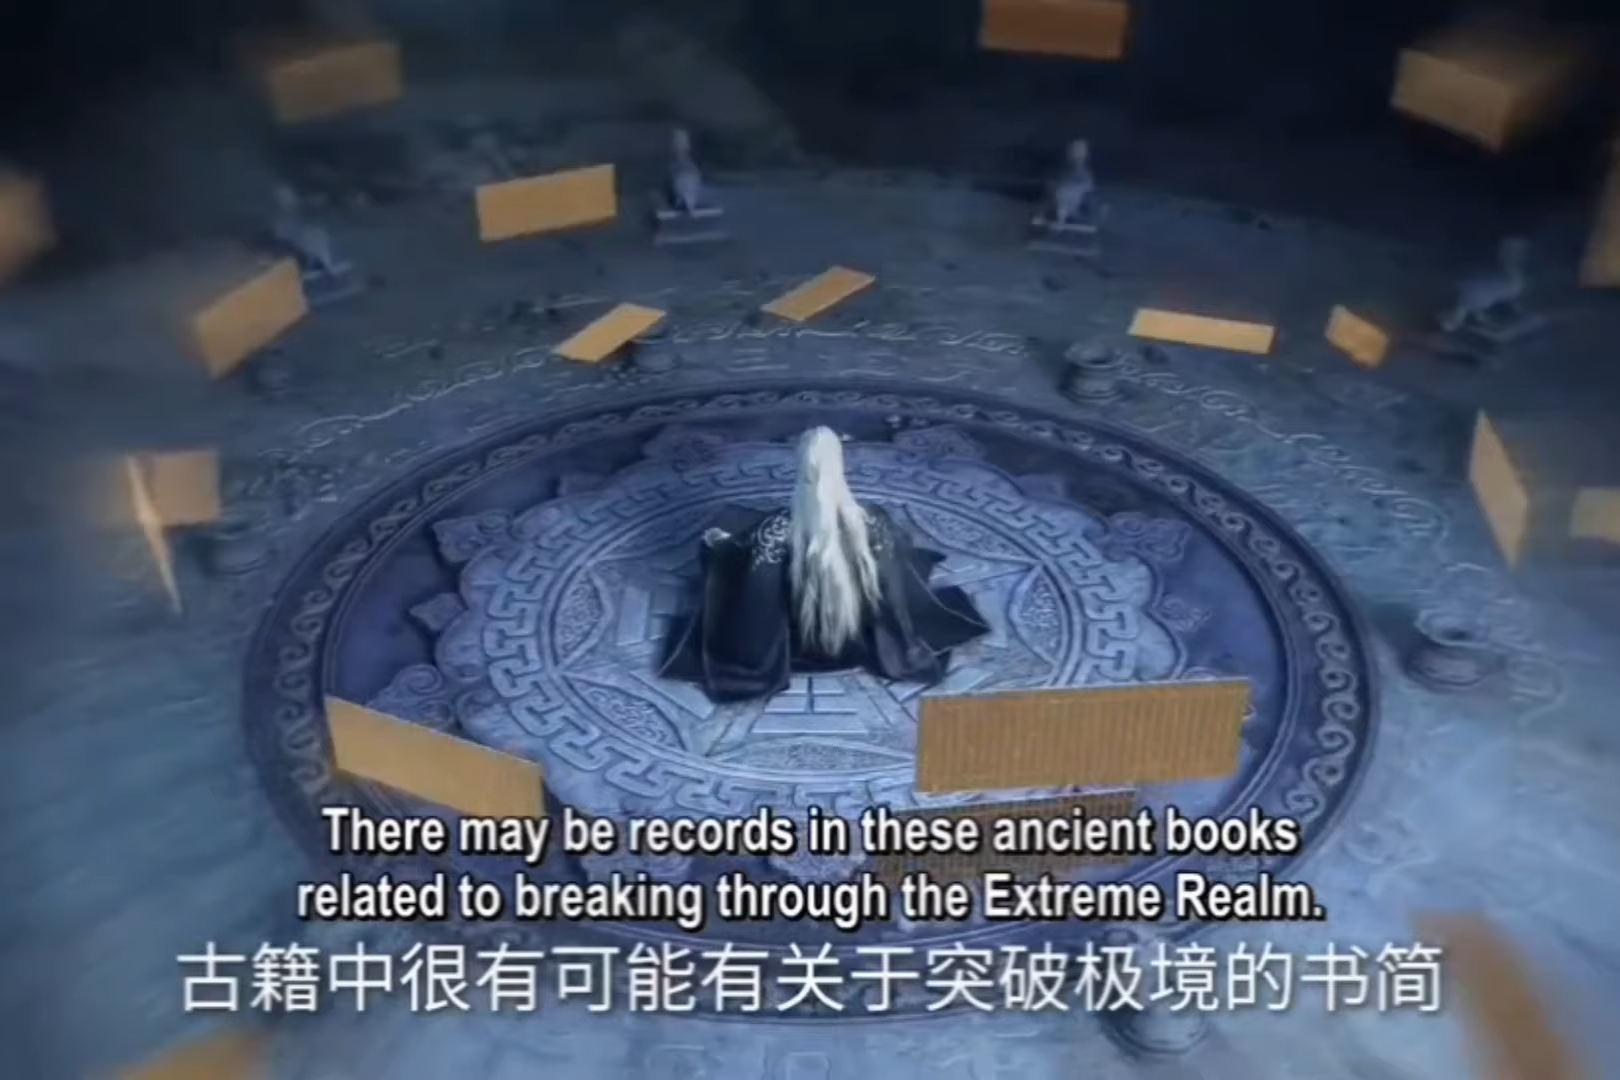 There may be records in these ancient books
related to breaking through the Extreme Realm.
古籍中很有可能有关于突破极境的书简